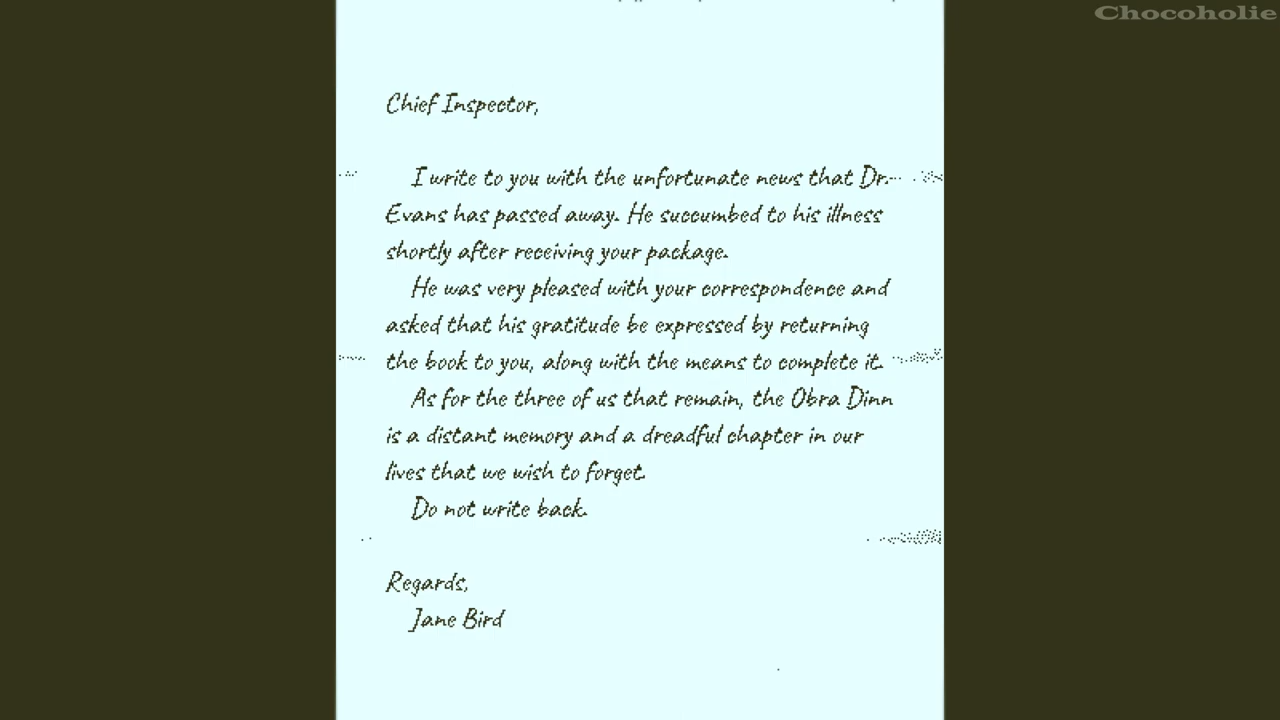 Chocoholie
Chief Inspector,
I write to you with the unfortunate news that Dr.
Evans has passed away. He succumbed to his illness
shortly after receiving your package.
He was very pleased with your correspondence and
asked that his gratitude be expressed by returning
the book to you, along with the means to complete it.
As for the three of us that remain, the Obra Dinn
is a distant memory and a dreadful chapter in our
lives that we wish to forget.
Do not write back.
Regards,
Jane Bird